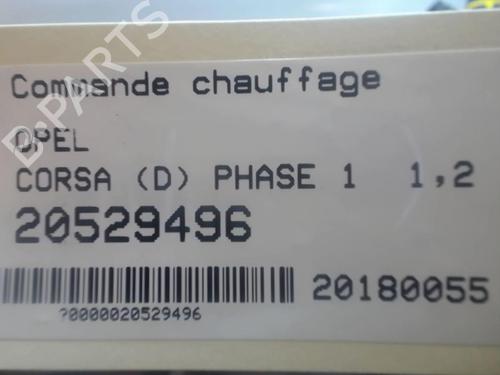 B-PARTS
Commande chauffage
OPEL
CORSA (D) PHASE 1 1,2
20529496
20180055
?0000020529496